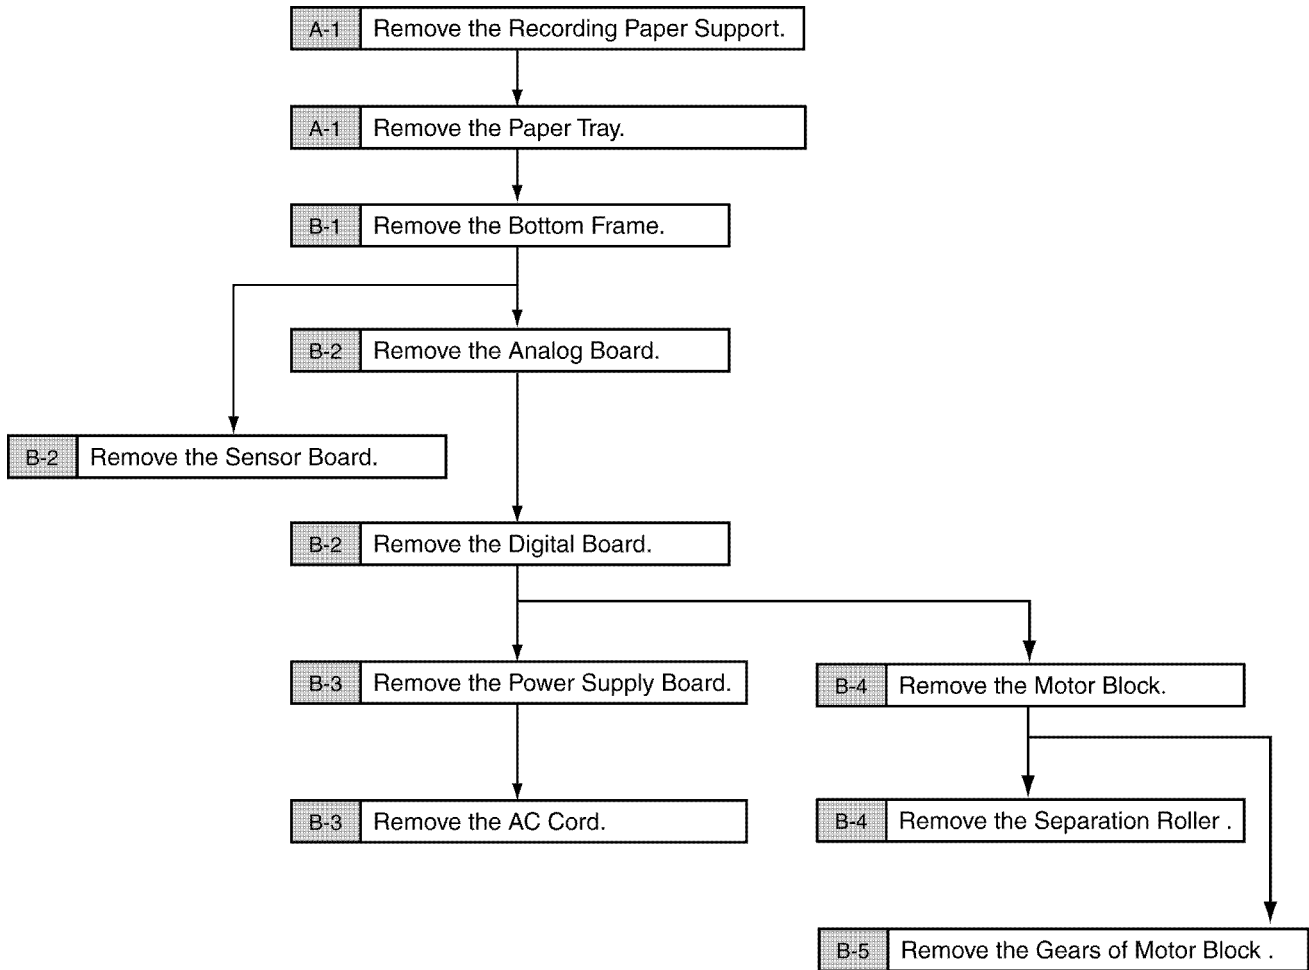 A-1 Remove the Recording Paper Support.
A-1 Remove the Paper Tray.
B-1 Remove the Bottom Frame.
B-2 Remove the Analog Board.
B-2 Remove the Sensor Board.
B-2 Remove the Digital Board.
B-3 Remove the Power Supply Board.
B-4 Remove the Motor Block.
B-3 Remove the AC Cord.
B-4 Remove the Separation Roller .
B-5 Remove the Gears of Motor Block .